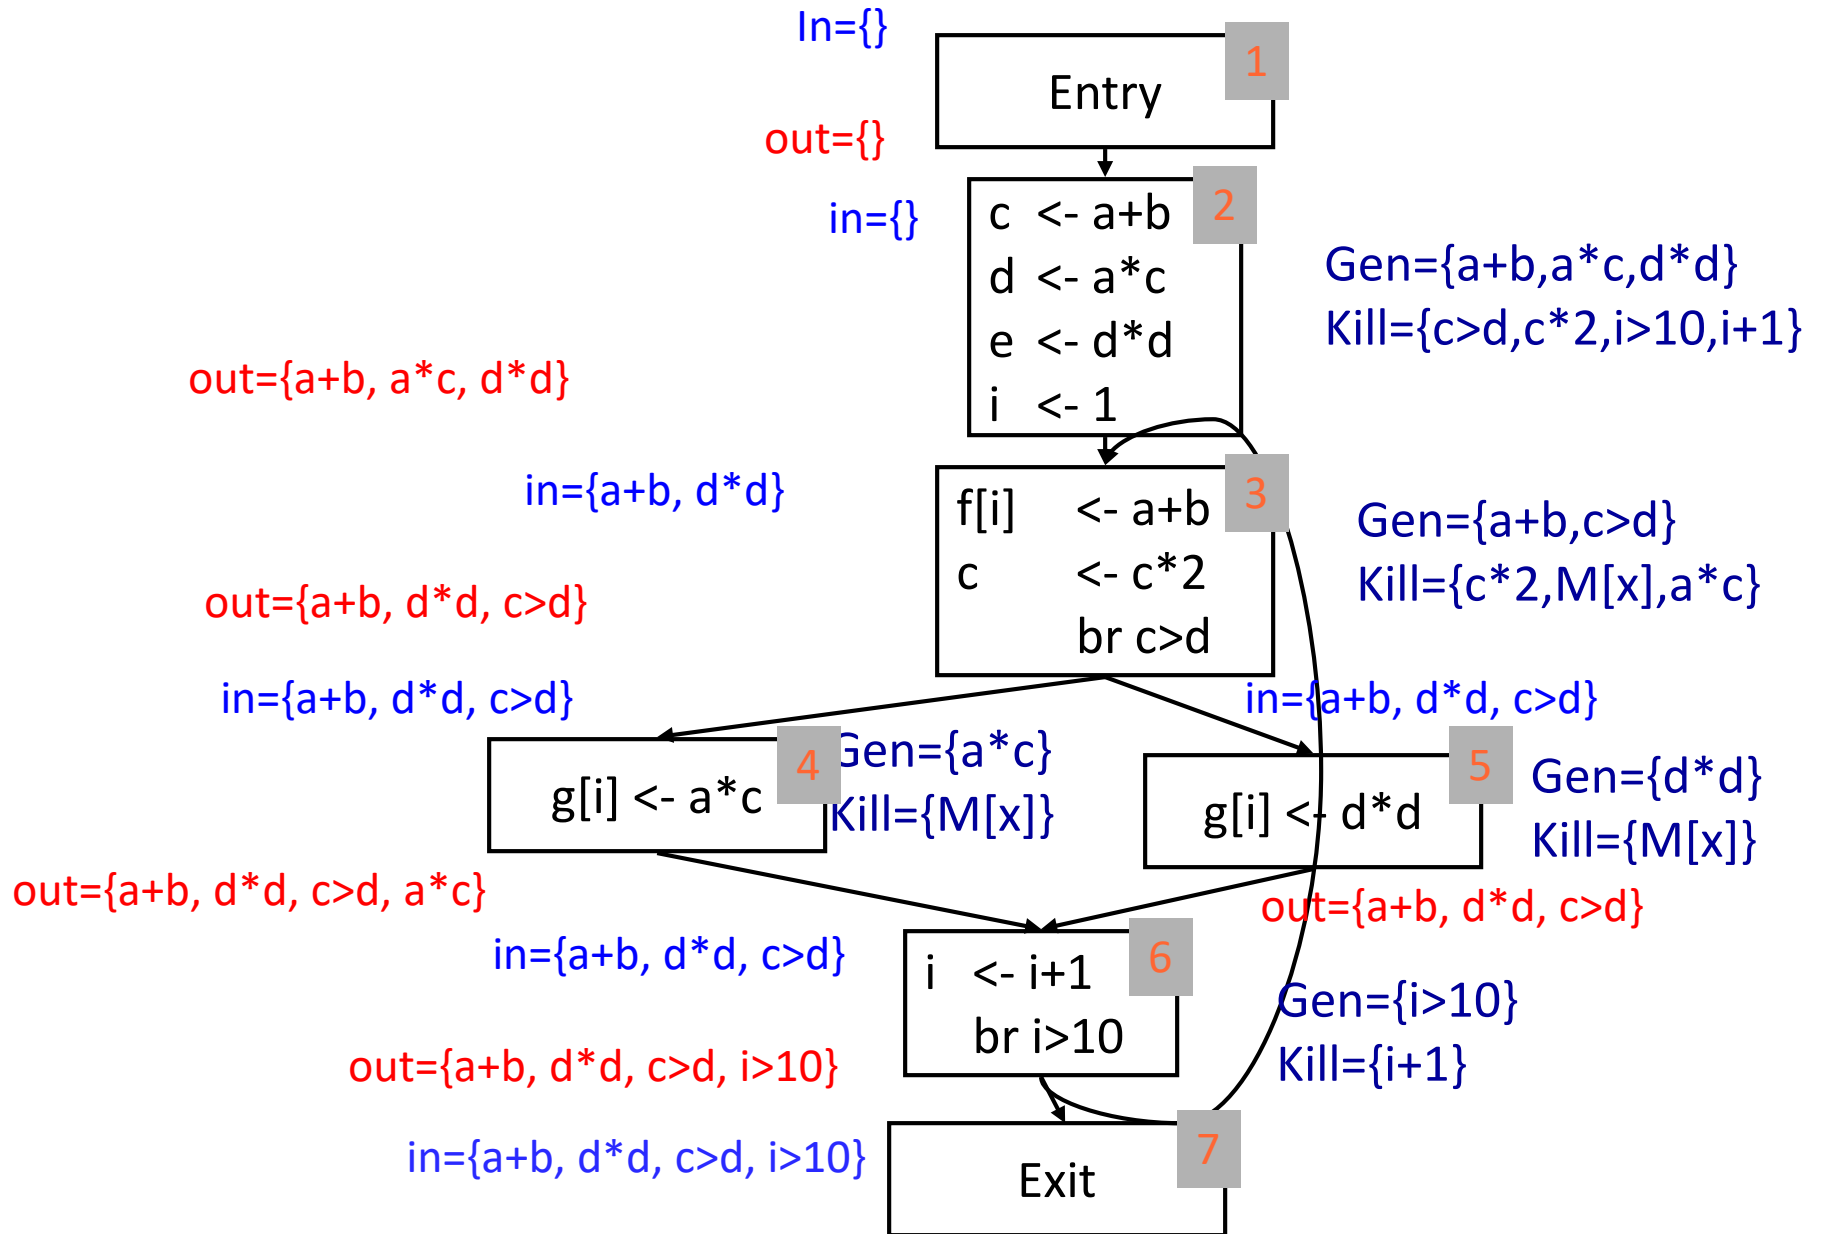 In={}
1
Entry
out={}
2
in={}
c <- a+b
d <- a*c
e <- d*d
i <- 1
Gen={a+b,a*c,d*d}
Kill={c>d,c*2,i>10,i+1}
out={a+b, a*c, d*d}
in={a+b, d*d}
3
f[i] <- a+b
c <- c*2
br c>d
Gen={a+b,c>d}
Kill={c*2,M[x],a*c}
out={a+b, d*d, c>d}
in={a+b, d*d, c>d}
in={a+b, d*d, c>d}
4
g[i] <- a*c
Gen={a*c}
Kill={M[x]}
5
g[i] <- d*d
Gen={d*d}
Kill={M[x]}
out={a+b, d*d, c>d, a*c}
out={a+b, d*d, c>d}
in={a+b, d*d, c>d}
6
i <- i+1
br i>10
Gen={i>10}
Kill={i+1}
out={a+b, d*d, c>d, i>10}
in={a+b, d*d, c>d, i>10}
7
Exit